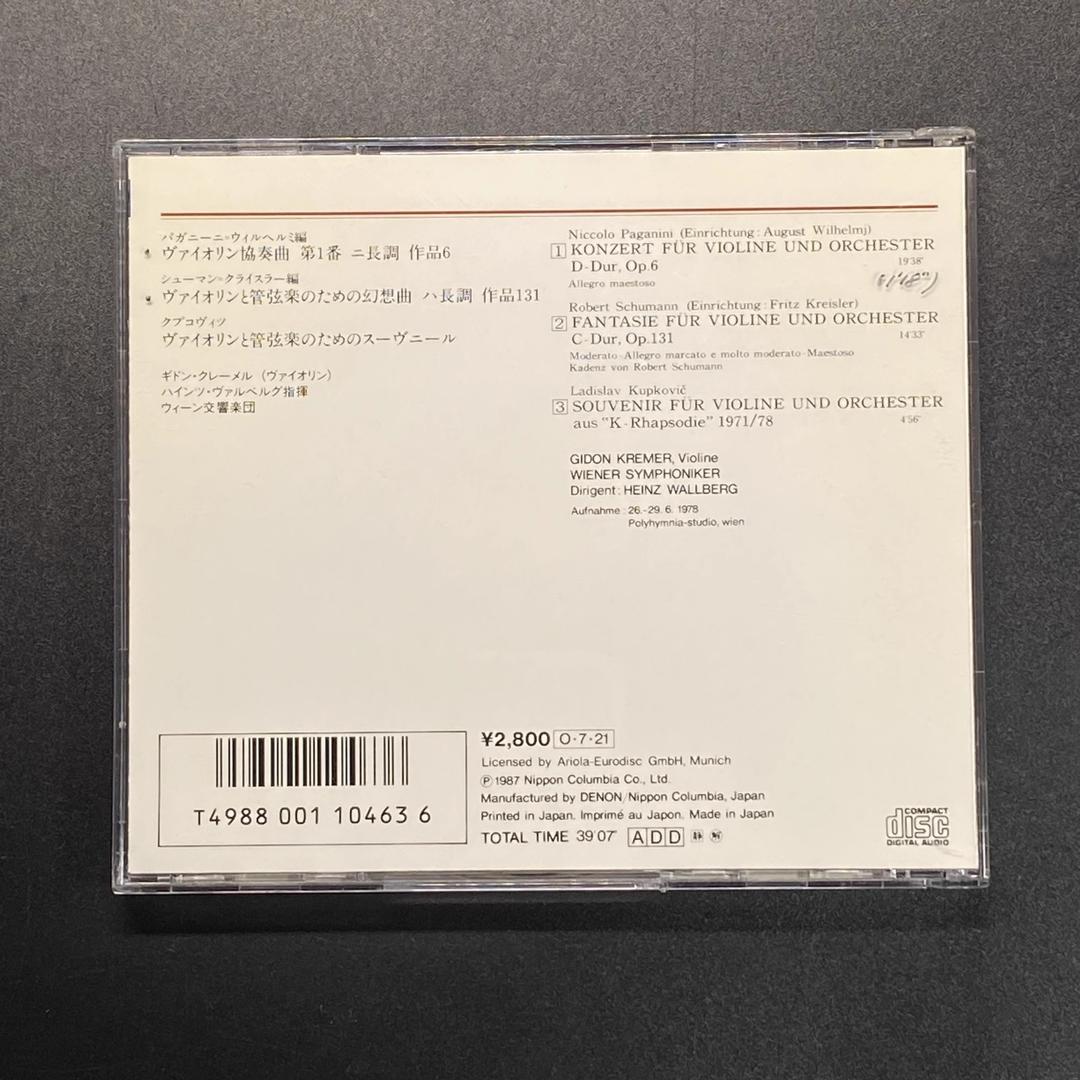 パガニーニ=ウィルヘルミ編
ヴァイオリン協奏曲 第1番 ニ長調 作品6
シューマン=クライスラー編
ヴァイオリンと管弦楽のための幻想曲 ハ長調 作品131
クプコヴィツ
ヴァイオリンと管弦楽のためのスーヴニール
ギドン・クレーメル (ヴァイオリン)
ハインツ・ヴァルベルグ指揮
ウィーン交響楽団
Niccolo Paganini (Einrichtung: August Wilhelmj)
1 KONZERT FÜR VIOLINE UND ORCHESTER
D-Dur, Op.6 19'38"
Allegro maestoso
Robert Schumann (Einrichtung: Fritz Kreisler)
2 FANTASIE FÜR VIOLINE UND ORCHESTER
C-Dur, Op.131 14'33"
Moderato-Allegro marcato e molto moderato-Maestoso
Kadenz von Robert Schumann
Ladislav Kupkovič
3 SOUVENIR FÜR VIOLINE UND ORCHESTER
aus "K-Rhapsodie" 1971/78 4'56"
GIDON KREMER, Violine
WIENER SYMPHONIKER
Dirigent: HEINZ WALLBERG
Aufnahme: 26.-29. 6. 1978
Polyhymnia-studio, wien
T4988 001 10463 6
¥2,800 O・7・21
Licensed by Ariola-Eurodisc GmbH, Munich
Ⓟ1987 Nippon Columbia Co., Ltd.
Manufactured by DENON/Nippon Columbia, Japan
Printed in Japan. Imprimé au Japon. Made in Japan
TOTAL TIME 39'07" ADD
COMPACT
disc
DIGITAL AUDIO